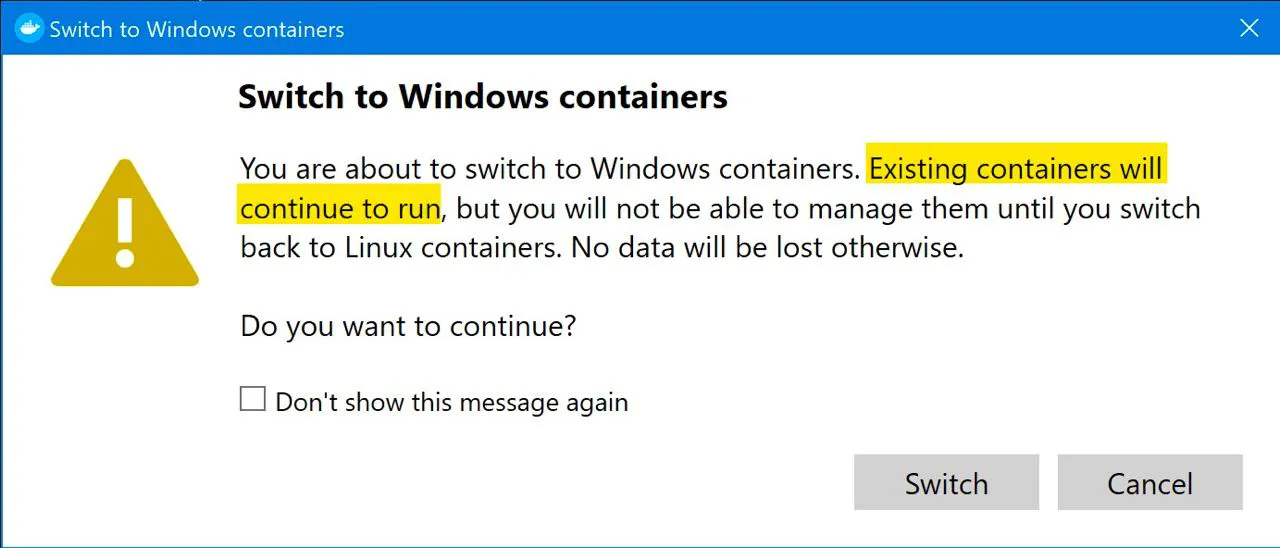 Switch to Windows containers
Switch to Windows containers
You are about to switch to Windows containers. Existing containers will
continue to run, but you will not be able to manage them until you switch
back to Linux containers. No data will be lost otherwise.
Do you want to continue?
Don't show this message again
Switch Cancel